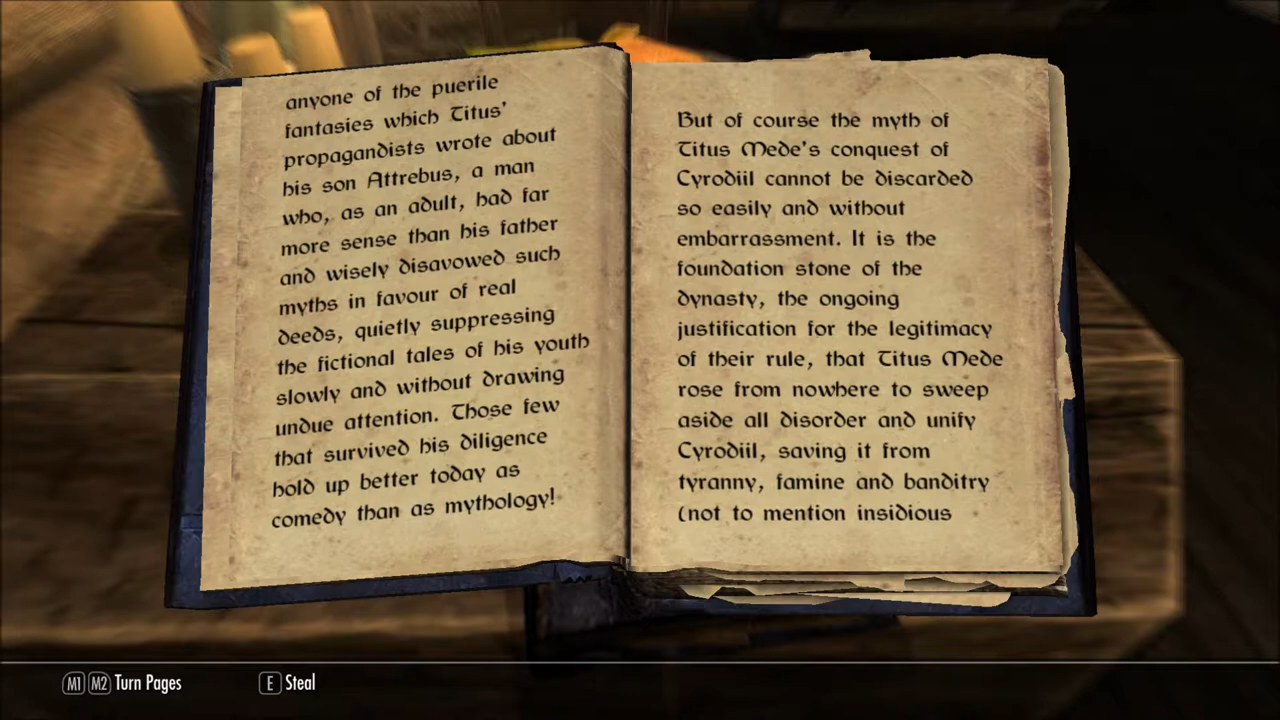 anyone of the puerile
fantasies which Titus'
propagandists wrote about
his son Attrebus, a man
who, as an adult, had far
more sense than his father
and wisely disavowed such
myths in favour of real
deeds, quietly suppressing
the fictional tales of his youth
slowly and without drawing
undue attention. Those few
that survived his diligence
hold up better today as
comedy than as mythology!
But of course the myth of
Titus Mede's conquest of
Cyrodiil cannot be discarded
so easily and without
embarrassment. It is the
foundation stone of the
dynasty, the ongoing
justification for the legitimacy
of their rule, that Titus Mede
rose from nowhere to sweep
aside all disorder and unify
Cyrodiil, saving it from
tyranny, famine and banditry
(not to mention insidious
M1 M2 Turn Pages E Steal